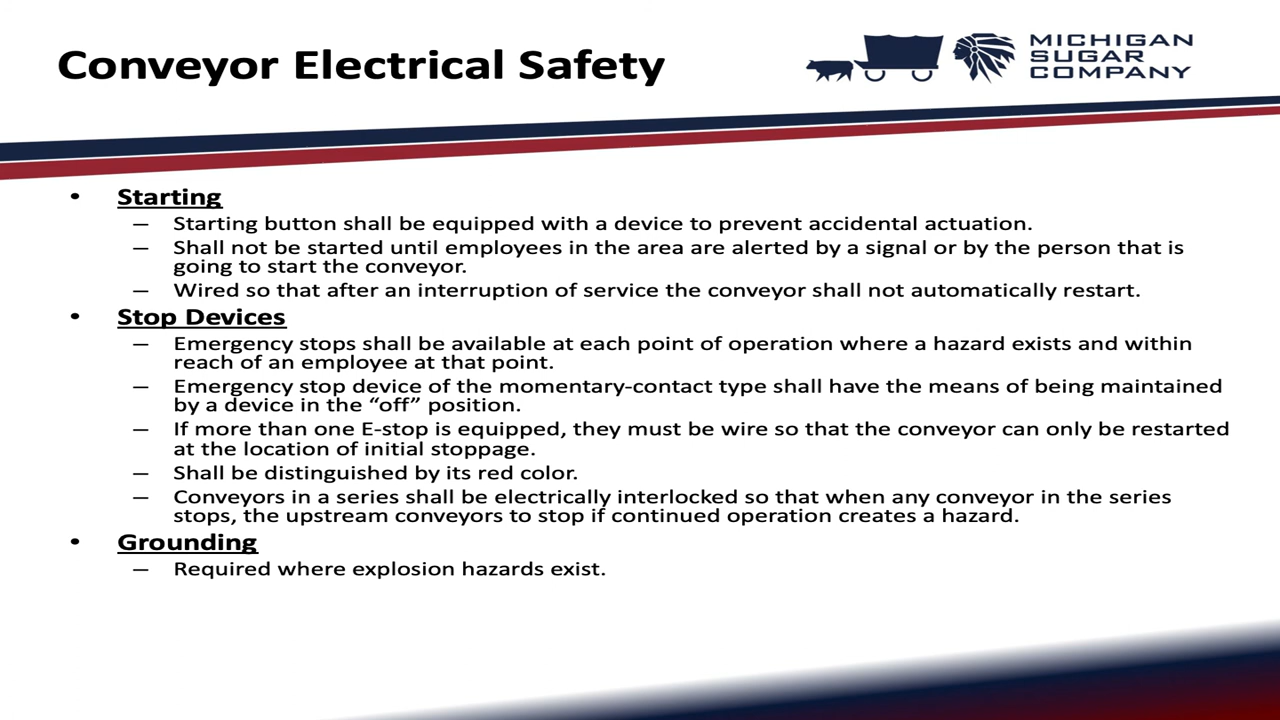 Conveyor Electrical Safety
MICHIGAN
SUGAR
COMPANY
• Starting
– Starting button shall be equipped with a device to prevent accidental actuation.
– Shall not be started until employees in the area are alerted by a signal or by the person that is
going to start the conveyor.
– Wired so that after an interruption of service the conveyor shall not automatically restart.
• Stop Devices
– Emergency stops shall be available at each point of operation where a hazard exists and within
reach of an employee at that point.
– Emergency stop device of the momentary-contact type shall have the means of being maintained
by a device in the “off” position.
– If more than one E-stop is equipped, they must be wire so that the conveyor can only be restarted
at the location of initial stoppage.
– Shall be distinguished by its red color.
– Conveyors in a series shall be electrically interlocked so that when any conveyor in the series
stops, the upstream conveyors to stop if continued operation creates a hazard.
• Grounding
– Required where explosion hazards exist.